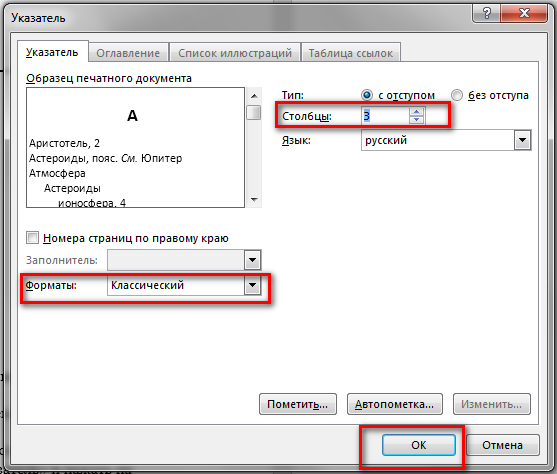 Указатель
Указатель Оглавление Список иллюстраций Таблица ссылок
Образец печатного документа
А
Аристотель, 2
Астероиды, пояс. См. Юпитер
Атмосфера
Астероиды
ионосфера, 4
Тип: с отступом без отступа
Столбцы: 3
Язык: русский
Номера страниц по правому краю
Заполнитель:
Форматы: Классический
Пометить... Автопометка... Изменить...
ОК Отмена